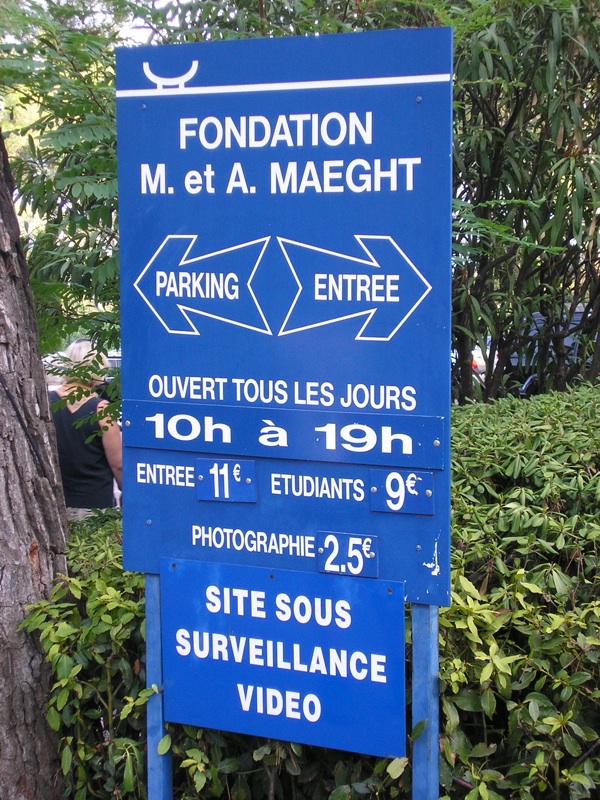 FONDATION
M. et A. MAEGHT
PARKING ENTREE
OUVERT TOUS LES JOURS
10h à 19h
ENTREE 11€ ETUDIANTS 9€
PHOTOGRAPHIE 2.5€
SITE SOUS
SURVEILLANCE
VIDEO